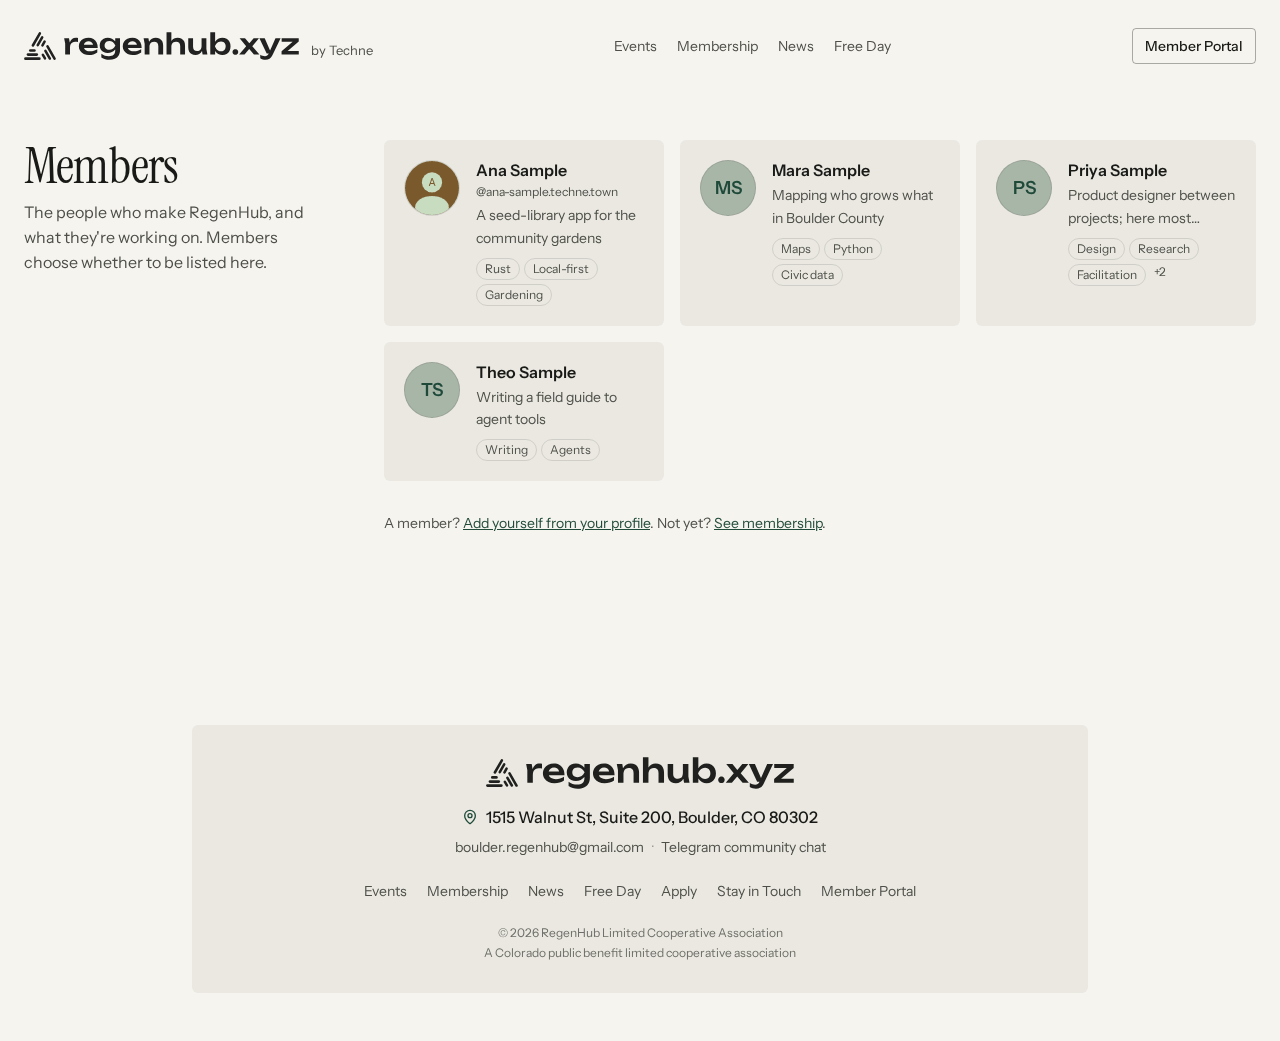 regenhub.xyz by Techne
Events Membership News Free Day
Member Portal
Members
The people who make RegenHub, and
what they're working on. Members
choose whether to be listed here.
A
Ana Sample
@ana-sample.techne.town
A seed-library app for the
community gardens
Rust Local-first
Gardening
MS
Mara Sample
Mapping who grows what
in Boulder County
Maps Python
Civic data
PS
Priya Sample
Product designer between
projects; here most...
Design Research
Facilitation +2
TS
Theo Sample
Writing a field guide to
agent tools
Writing Agents
A member? Add yourself from your profile. Not yet? See membership.
regenhub.xyz
1515 Walnut St, Suite 200, Boulder, CO 80302
boulder.regenhub@gmail.com · Telegram community chat
Events Membership News Free Day Apply Stay in Touch Member Portal
© 2026 RegenHub Limited Cooperative Association
A Colorado public benefit limited cooperative association